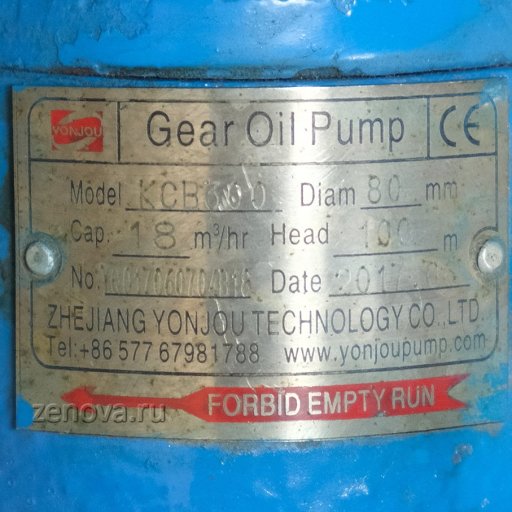 YONJOU Gear Oil Pump CE
Model Diam 80 mm
Cap. 18 m³/hr Head 100 m
No. Date
ZHEJIANG YONJOU TECHNOLOGY CO.,LTD
Tel:+86 577 67981788 www.yonjoupump.com
zenova.ru
FORBID EMPTY RUN